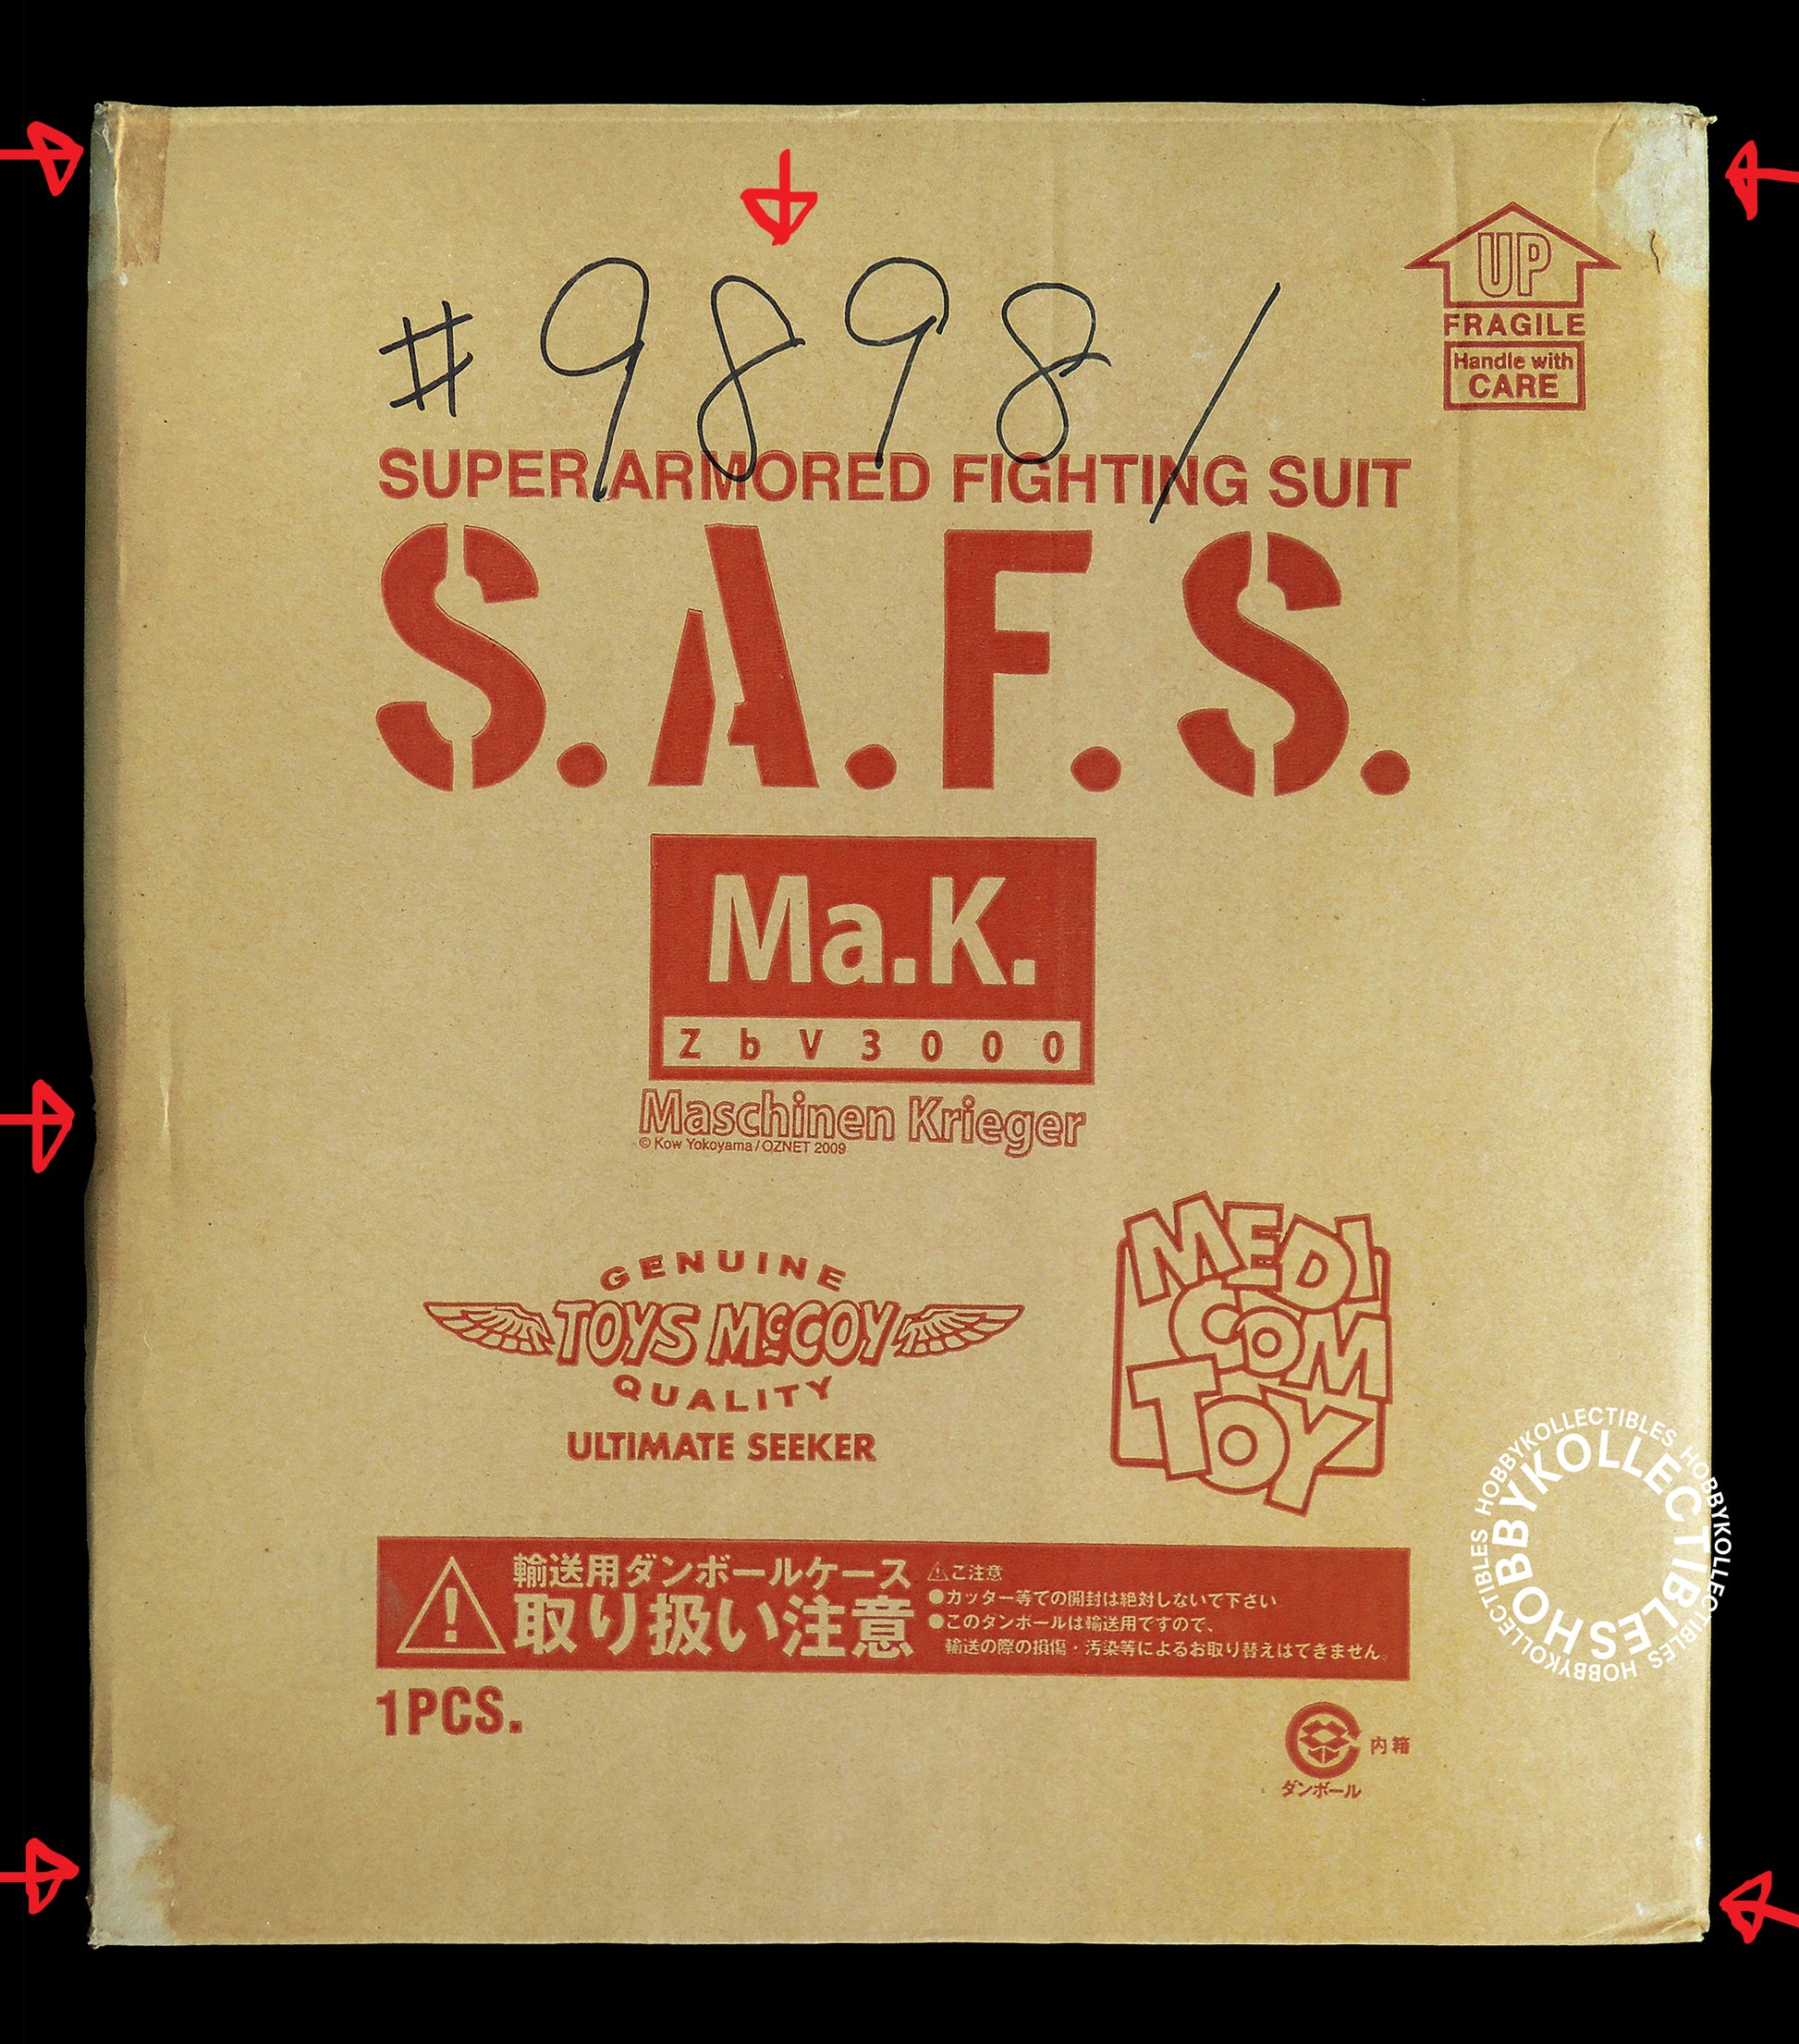 UP
FRAGILE
Handle with
CARE
# 9898/
SUPER ARMORED FIGHTING SUIT
S.A.F.S.
Ma.K.
ZbV3000
Maschinen Krieger
© Kow Yokoyama/OZNET 2009
GENUINE
TOYS McCOY
QUALITY
ULTIMATE SEEKER
MEDI
COM
TOY
HOBBYKOLLECTIBLES HOBBYKOLLECTIBLES HOBBYKOLLECTIBLES
HOBBYKOLLECTIBLES
輸送用ダンボールケース
取り扱い注意
ご注意
●カッター等での開封は絶対しないで下さい
●このダンボールは輸送用ですので、
輸送の際の損傷・汚染等によるお取り替えはできません。
1PCS.
内箱
ダンボール